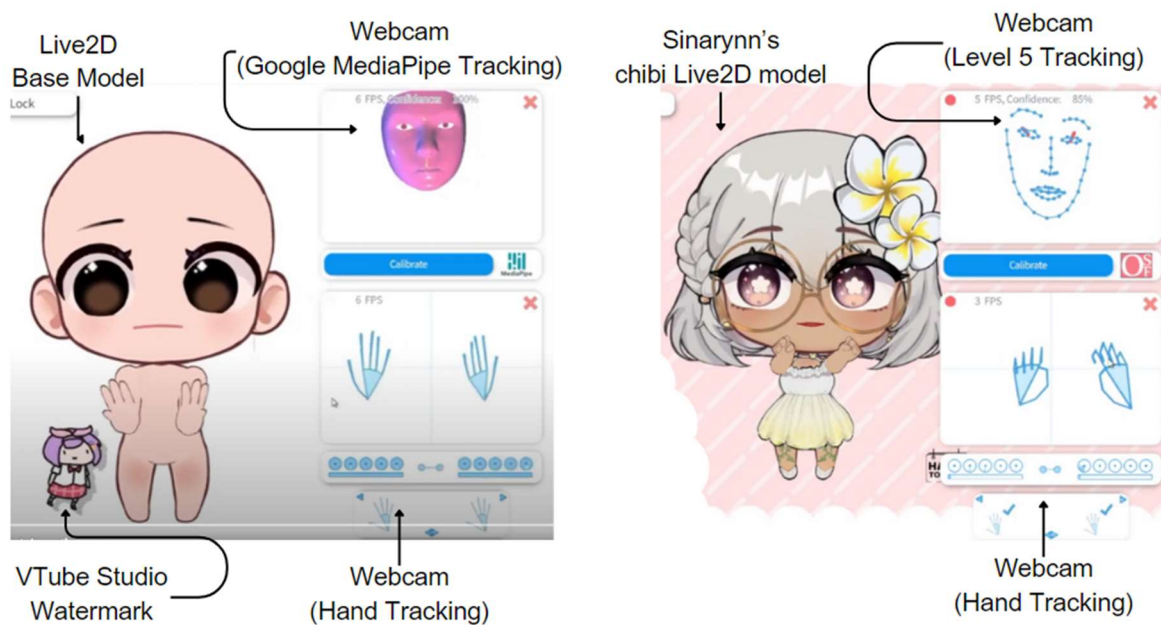 Live2D
Base Model
Webcam
(Google MediaPipe Tracking)
Lock
6 FPS, Confidence: 100%
Calibrate
MediaPipe
6 FPS
VTube Studio
Watermark
Webcam
(Hand Tracking)
Sinarynn's
chibi Live2D model
Webcam
(Level 5 Tracking)
5 FPS, Confidence: 85%
Calibrate
3 FPS
Webcam
(Hand Tracking)